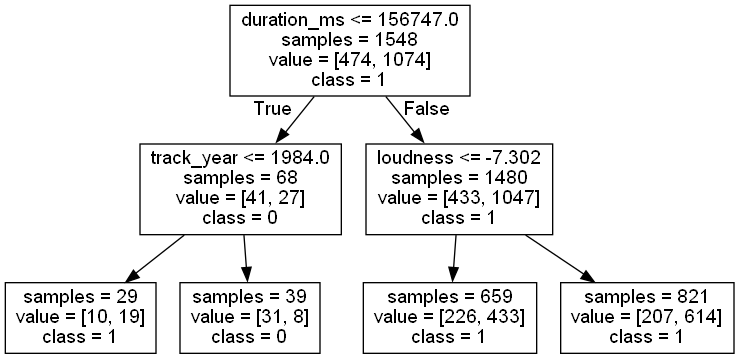 duration_ms <= 156747.0
samples = 1548
value = [474, 1074]
class = 1
True
False
track_year <= 1984.0
samples = 68
value = [41, 27]
class = 0
loudness <= -7.302
samples = 1480
value = [433, 1047]
class = 1
samples = 29
value = [10, 19]
class = 1
samples = 39
value = [31, 8]
class = 0
samples = 659
value = [226, 433]
class = 1
samples = 821
value = [207, 614]
class = 1